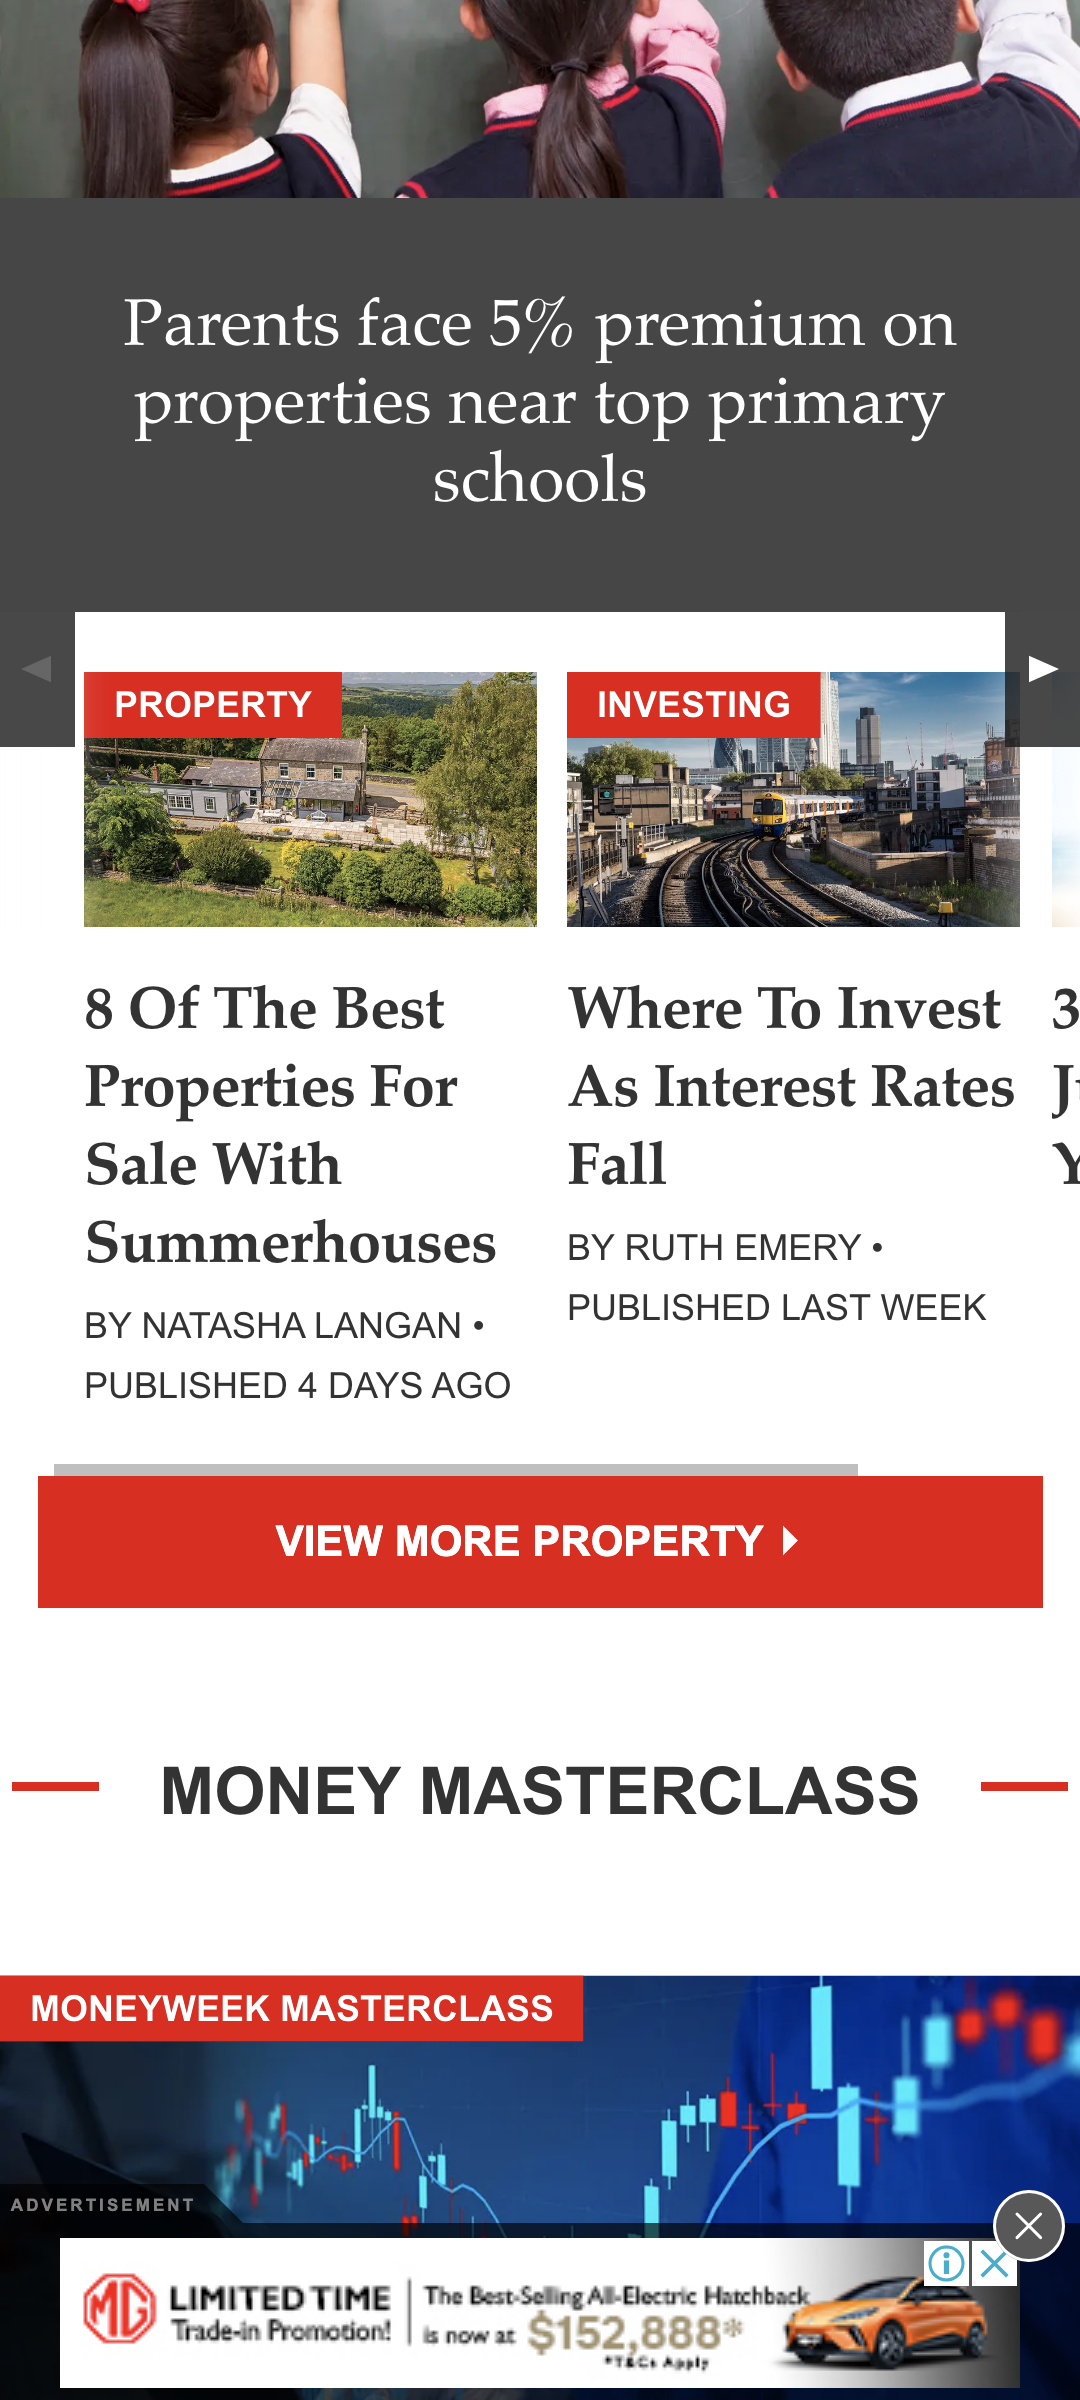 Parents face 5% premium on
properties near top primary
schools
PROPERTY
8 Of The Best
Properties For
Sale With
Summerhouses
BY NATASHA LANGAN •
PUBLISHED 4 DAYS AGO
INVESTING
Where To Invest
As Interest Rates
Fall
BY RUTH EMERY •
PUBLISHED LAST WEEK
3
VIEW MORE PROPERTY
MONEY MASTERCLASS
MONEYWEEK MASTERCLASS
ADVERTISEMENT
MG
LIMITED TIME
Trade-in Promotion!
The Best-Selling All-Electric Hatchback
is now at $152,888*
*T&Cs Apply